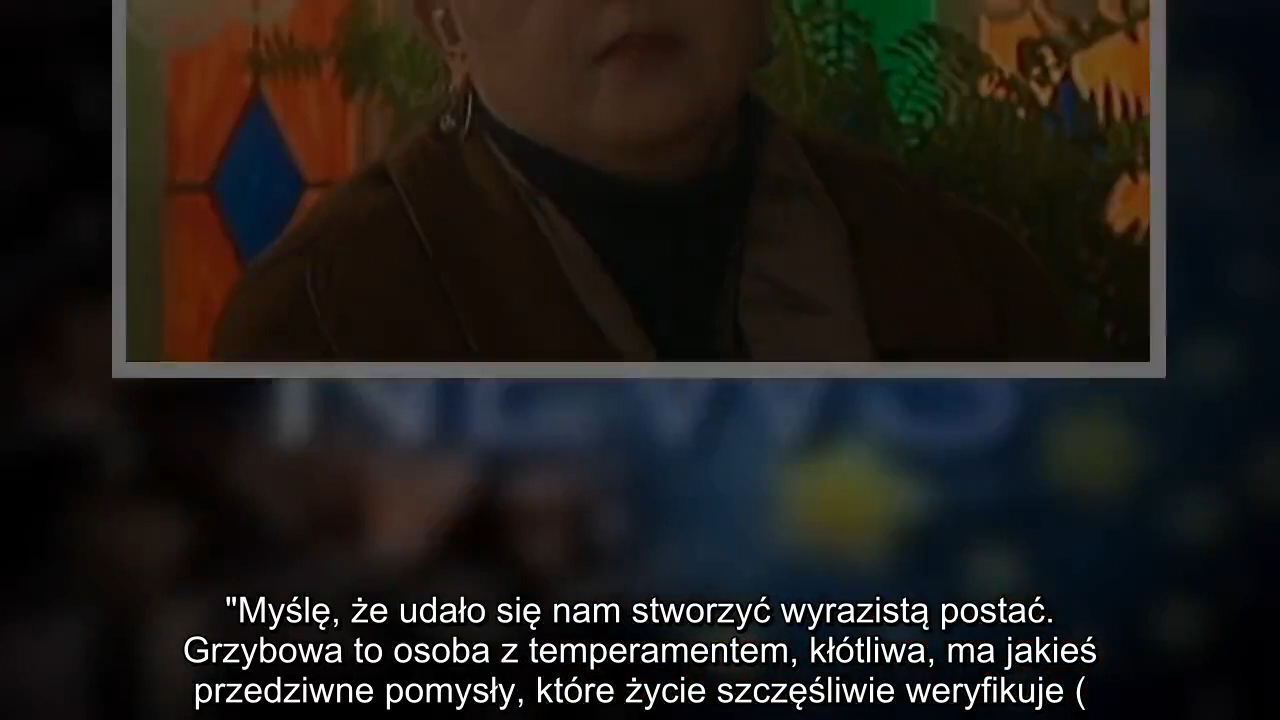 NEWS
"Myślę, że udało się nam stworzyć wyrazistą postać.
Grzybowa to osoba z temperamentem, kłótliwa, ma jakieś
przedziwne pomysły, które życie szczęśliwie weryfikuje (